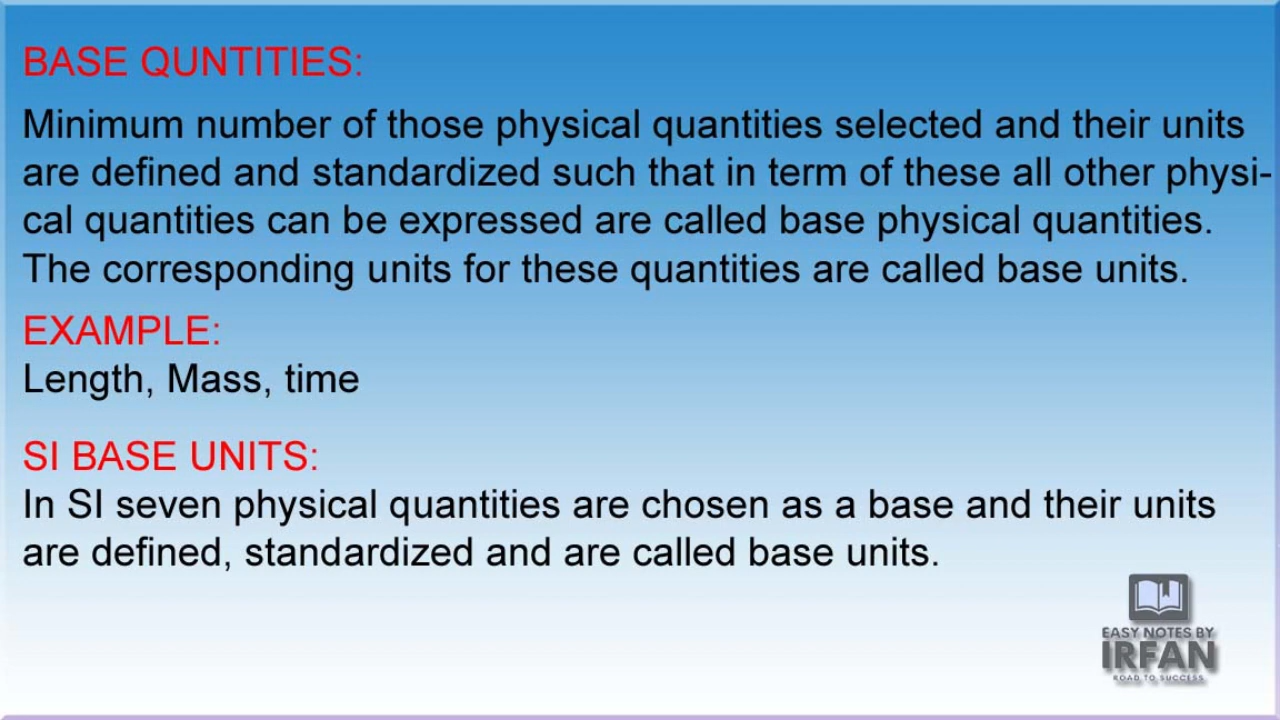 BASE QUNTITIES:
Minimum number of those physical quantities selected and their units
are defined and standardized such that in term of these all other physi-
cal quantities can be expressed are called base physical quantities.
The corresponding units for these quantities are called base units.
EXAMPLE:
Length, Mass, time
SI BASE UNITS:
In SI seven physical quantities are chosen as a base and their units
are defined, standardized and are called base units.
EASY NOTES BY
IRFAN
ROAD TO SUCCESS